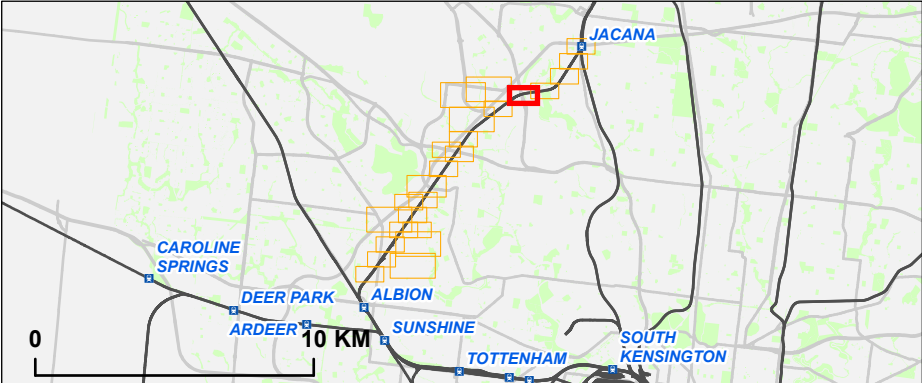 JACANA
CAROLINE
SPRINGS
DEER PARK
ALBION
ARDEER
SUNSHINE
0
10 KM
SOUTH
KENSINGTON
TOTTENHAM